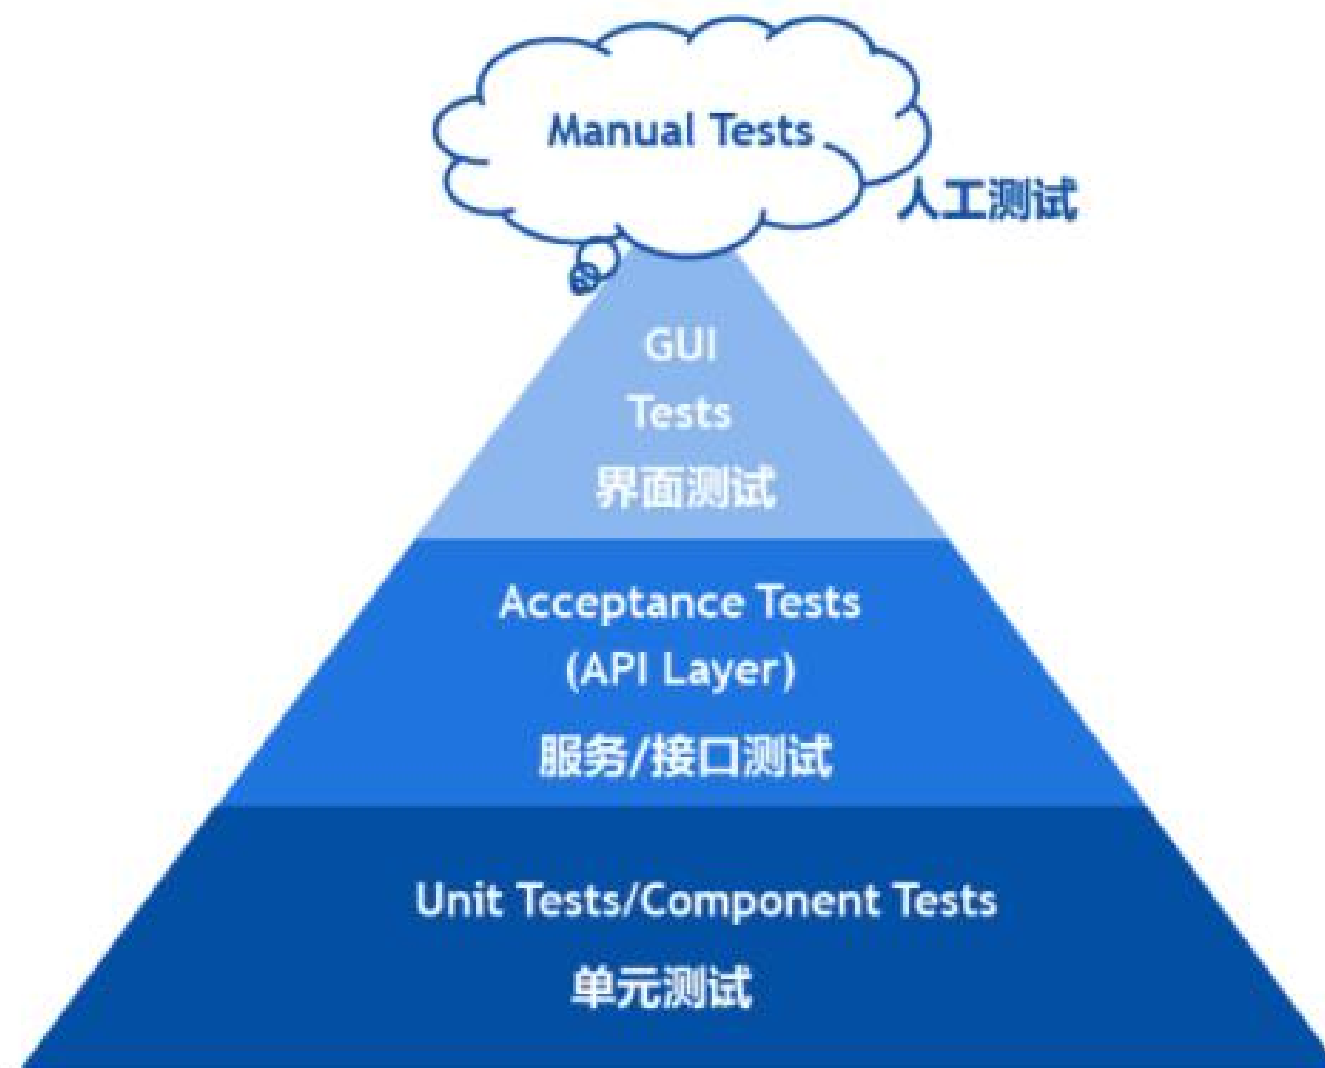 Manual Tests
人工测试
GUI
Tests
界面测试
Acceptance Tests
(API Layer)
服务/接口测试
Unit Tests/Component Tests
单元测试